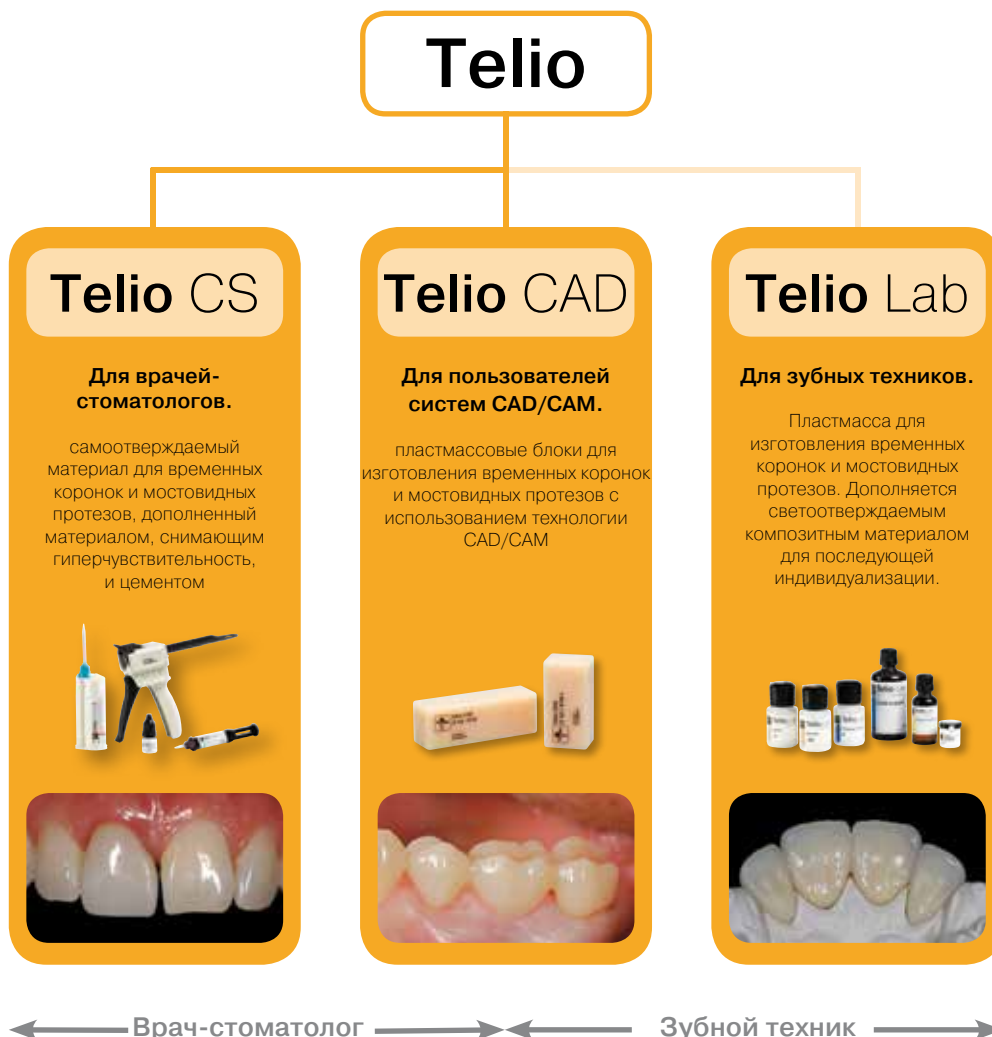 Telio
Telio CS
Для врачей-
стоматологов.
самоотверждаемый
материал для временных
коронок и мостовидных
протезов, дополненный
материалом, снимающим
гиперчувствительность,
и цементом
Telio CAD
Для пользователей
систем CAD/CAM.
пластмассовые блоки для
изготовления временных коронок
и мостовидных протезов с
использованием технологии
CAD/CAM
Telio Lab
Для зубных техников.
Пластмасса для
изготовления временных
коронок и мостовидных
протезов. Дополняется
светоотверждаемым
композитным материалом
для последующей
индивидуализации.
Врач-стоматолог
Зубной техник